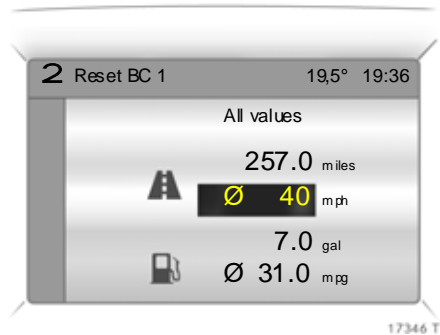 2 Reset BC 1 19,5° 19:36
All values
257.0 miles
Ø 40 mph
7.0 gal
Ø 31.0 mpg
17346 T